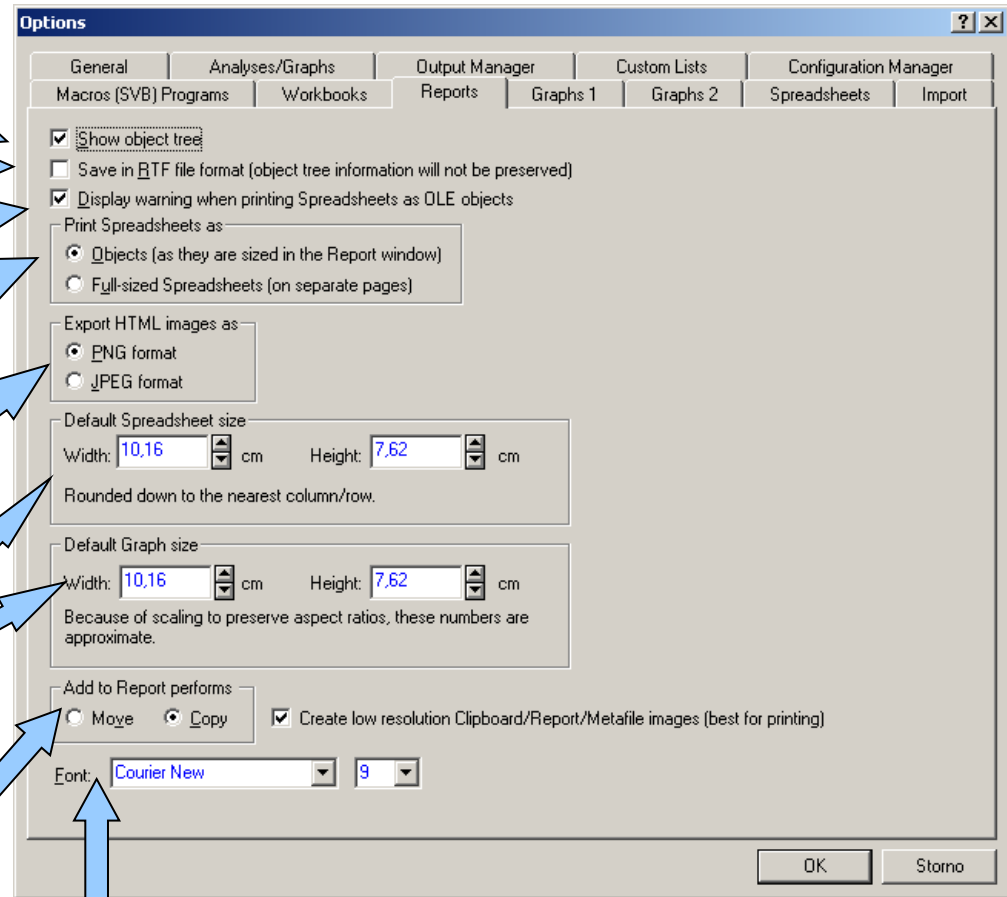 Options
General Analyses/Graphs Output Manager Custom Lists Configuration Manager
Macros (SVB) Programs Workbooks Reports Graphs 1 Graphs 2 Spreadsheets Import
Show object tree
Save in RTF file format (object tree information will not be preserved)
Display warning when printing Spreadsheets as OLE objects
Print Spreadsheets as
Objects (as they are sized in the Report window)
Full-sized Spreadsheets (on separate pages)
Export HTML images as
PNG format
JPEG format
Default Spreadsheet size
Width: 10,16 cm Height: 7,62 cm
Rounded down to the nearest column/row.
Default Graph size
Width: 10,16 cm Height: 7,62 cm
Because of scaling to preserve aspect ratios, these numbers are
approximate.
Add to Report performs
Move Copy Create low resolution Clipboard/Report/Metafile images (best for printing)
Font: Courier New 9
OK Storno